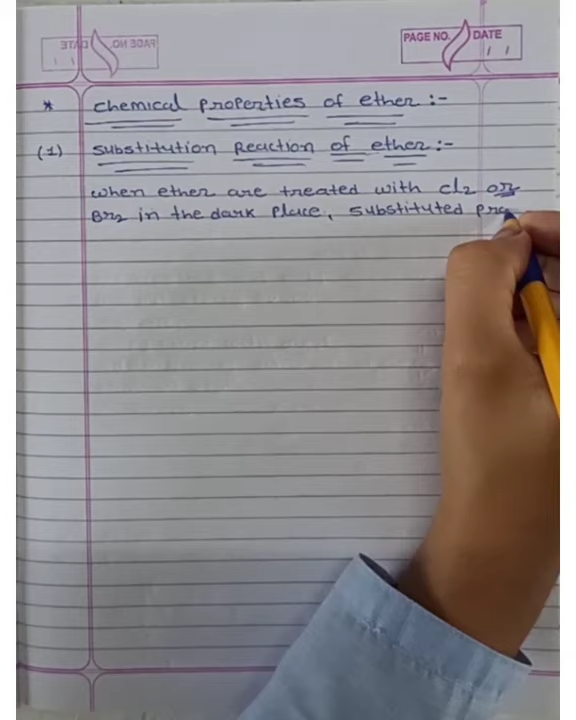 PAGE NO. DATE
/ /
* Chemical Properties of ether :-
(1) Substitution Reaction of ether :-
when ether are treated with cl2 or
Br2 in the dark place, substituted pro